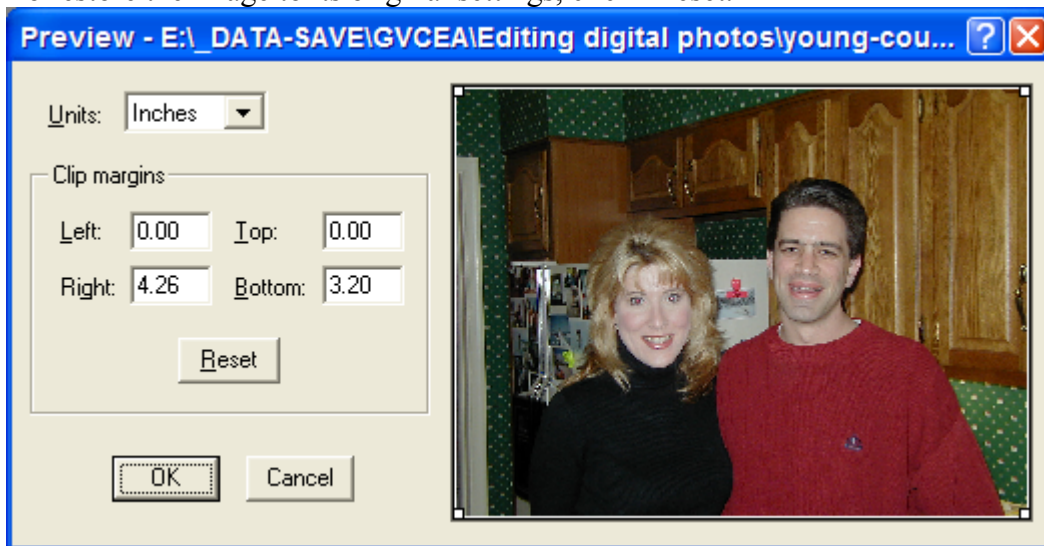 Preview - E:\_DATA-SAVE\GVCEA\Editing digital photos\young-cou...
Units: Inches
Clip margins
Left: 0.00 Top: 0.00
Right: 4.26 Bottom: 3.20
Reset
OK Cancel